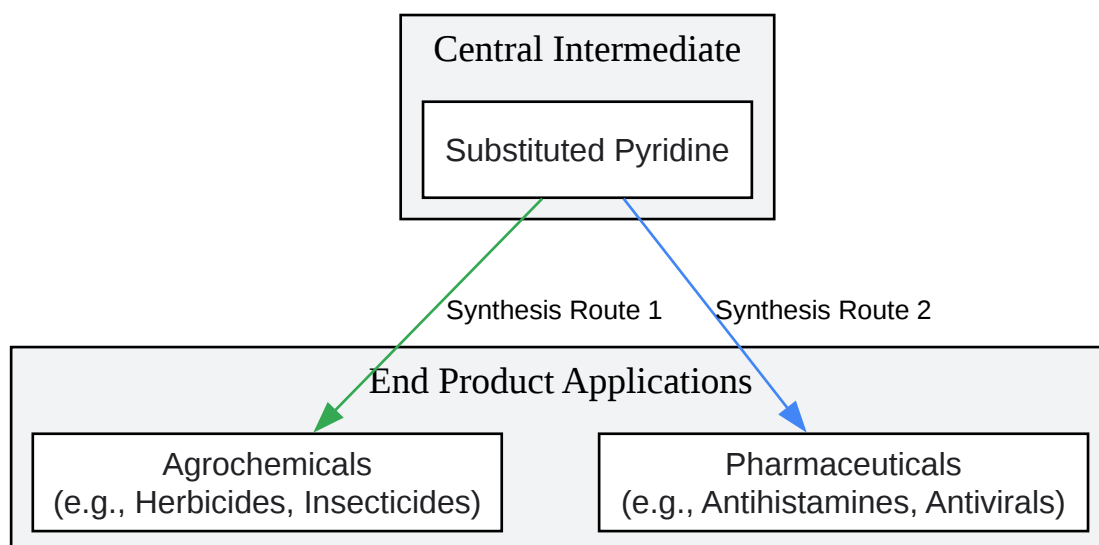 Central Intermediate
Substituted Pyridine
Synthesis Route 1
Synthesis Route 2
End Product Applications
Agrochemicals
(e.g., Herbicides, Insecticides)
Pharmaceuticals
(e.g., Antihistamines, Antivirals)